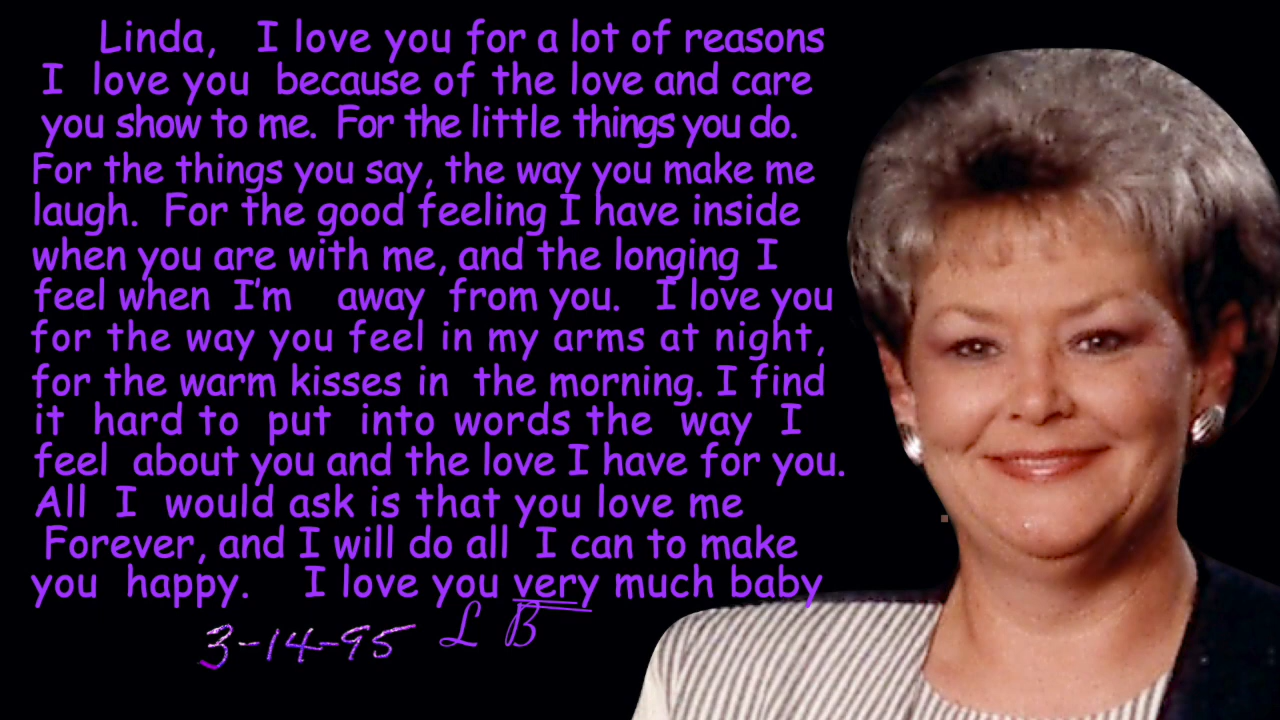 Linda, I love you for a lot of reasons
I love you because of the love and care
you show to me. For the little things you do.
For the things you say, the way you make me
laugh. For the good feeling I have inside
when you are with me, and the longing I
feel when I'm away from you. I love you
for the way you feel in my arms at night,
for the warm kisses in the morning. I find
it hard to put into words the way I
feel about you and the love I have for you.
All I would ask is that you love me
Forever, and I will do all I can to make
you happy. I love you very much baby
3-14-95 L B